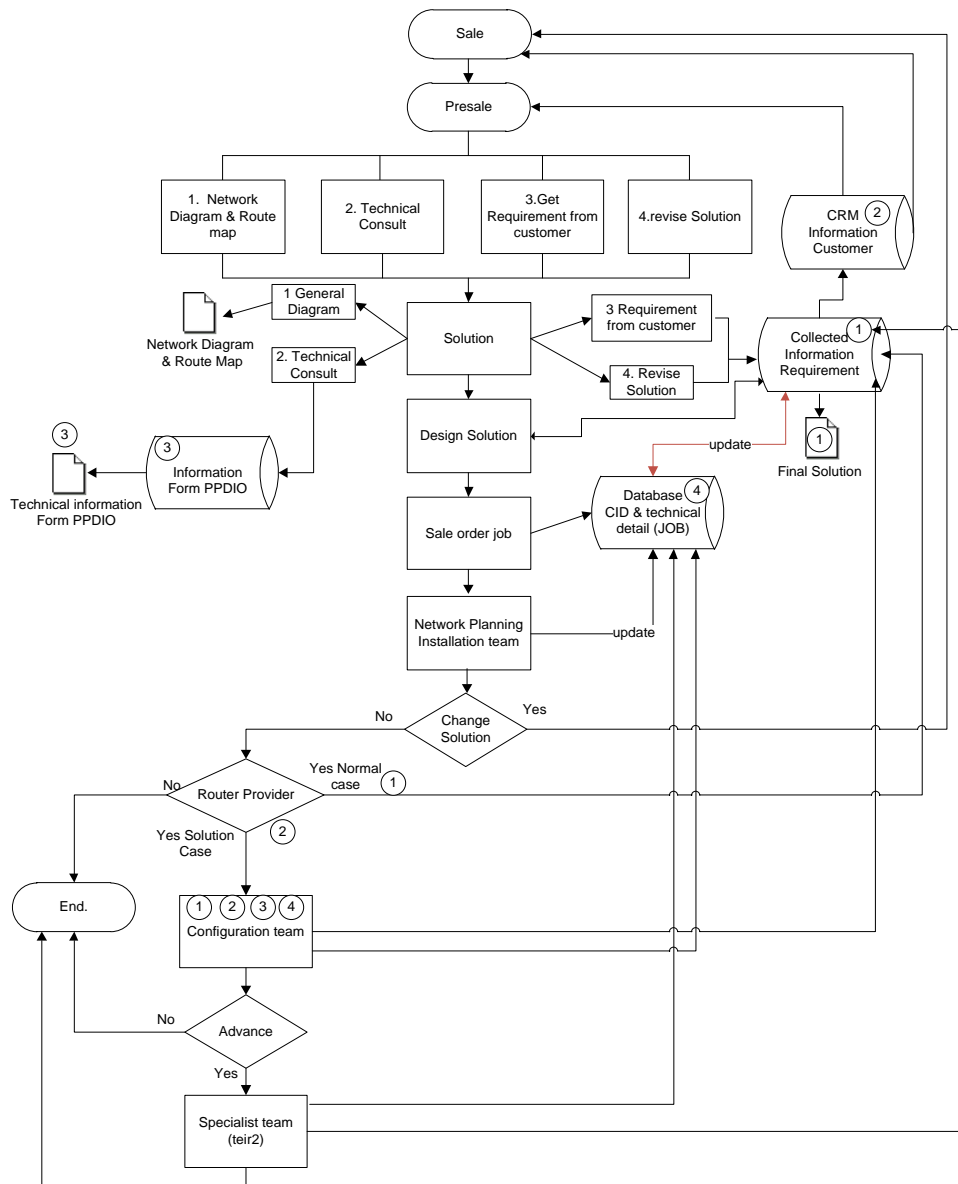 Sale
Presale
1. Network
Diagram & Route
map
2. Technical
Consult
3.Get
Requirement from
customer
4.revise Solution
CRM
Information
Customer
2
1 General
Diagram
Network Diagram
& Route Map
2. Technical
Consult
Solution
3 Requirement
from customer
4. Revise
Solution
Collected
Information
Requirement
1
1
Final Solution
Design Solution
update
3
3
Information
Form PPDIO
Technical information
Form PPDIO
Sale order job
Database
CID & technical
detail (JOB)
4
Network Planning
Installation team
update
Change
Solution
No
Yes
Router Provider
No
Yes Normal
case
1
Yes Solution
Case
2
End.
1
2
3
4
Configuration team
Advance
No
Yes
Specialist team
(teir2)